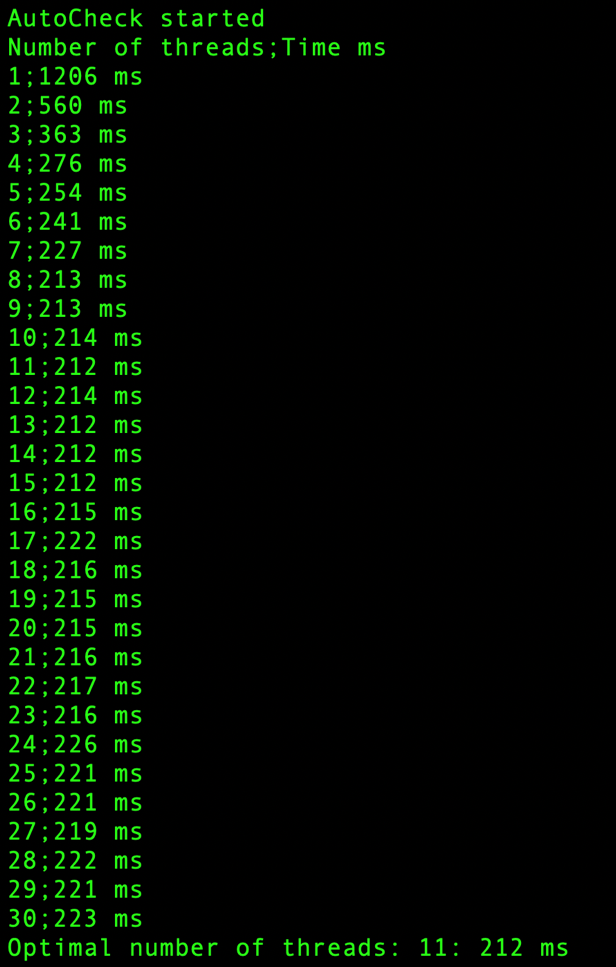 AutoCheck started
Number of threads;Time ms
1;1206 ms
2;560 ms
3;363 ms
4;276 ms
5;254 ms
6;241 ms
7;227 ms
8;213 ms
9;213 ms
10;214 ms
11;212 ms
12;214 ms
13;212 ms
14;212 ms
15;212 ms
16;215 ms
17;222 ms
18;216 ms
19;215 ms
20;215 ms
21;216 ms
22;217 ms
23;216 ms
24;226 ms
25;221 ms
26;221 ms
27;219 ms
28;222 ms
29;221 ms
30;223 ms
Optimal number of threads: 11: 212 ms